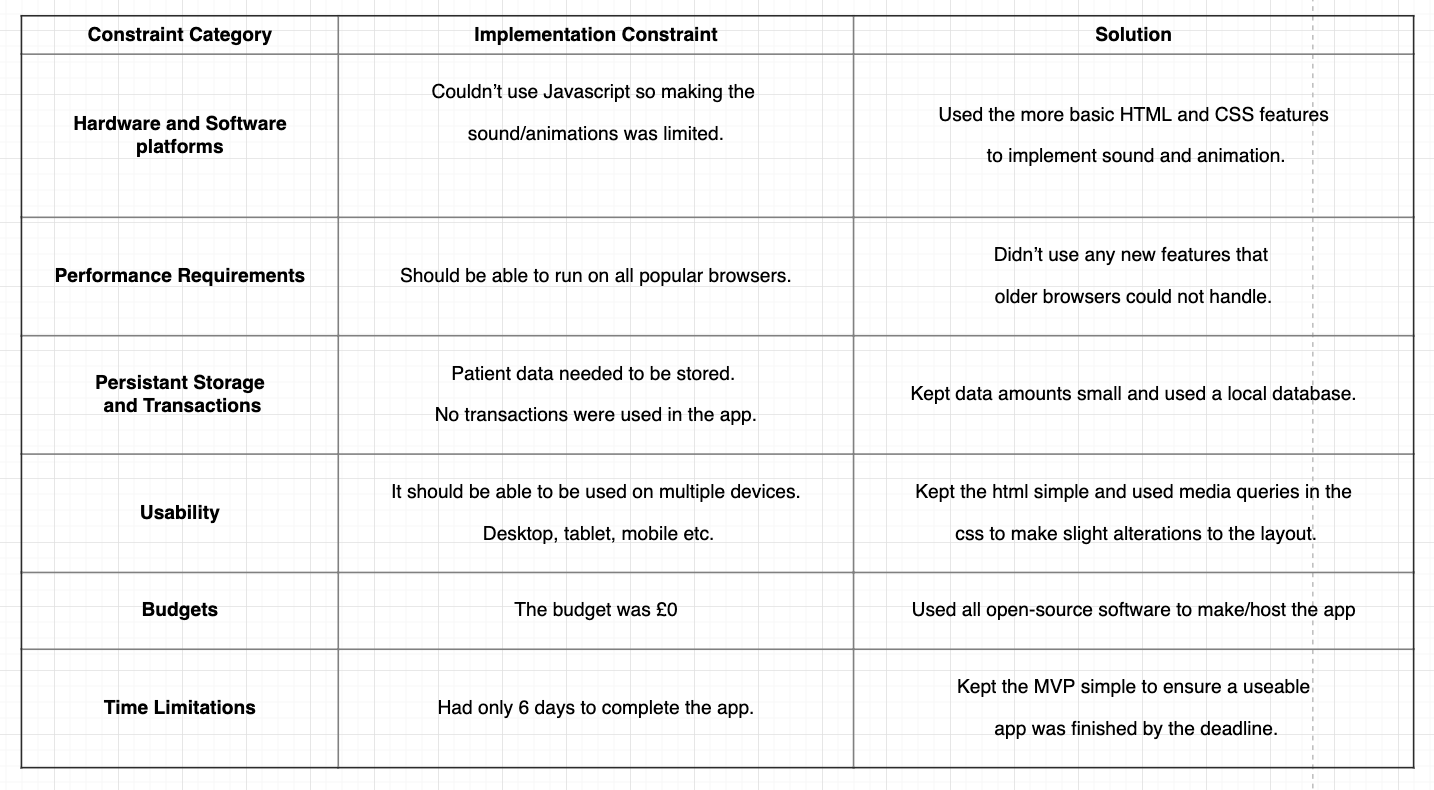 Constraint Category
Implementation Constraint
Solution
Hardware and Software
platforms
Couldn’t use Javascript so making the
sound/animations was limited.
Used the more basic HTML and CSS features
to implement sound and animation.
Performance Requirements
Should be able to run on all popular browsers.
Didn’t use any new features that
older browsers could not handle.
Persistant Storage
and Transactions
Patient data needed to be stored.
No transactions were used in the app.
Kept data amounts small and used a local database.
Usability
It should be able to be used on multiple devices.
Desktop, tablet, mobile etc.
Kept the html simple and used media queries in the
css to make slight alterations to the layout.
Budgets
The budget was £0
Used all open-source software to make/host the app
Time Limitations
Had only 6 days to complete the app.
Kept the MVP simple to ensure a useable
app was finished by the deadline.